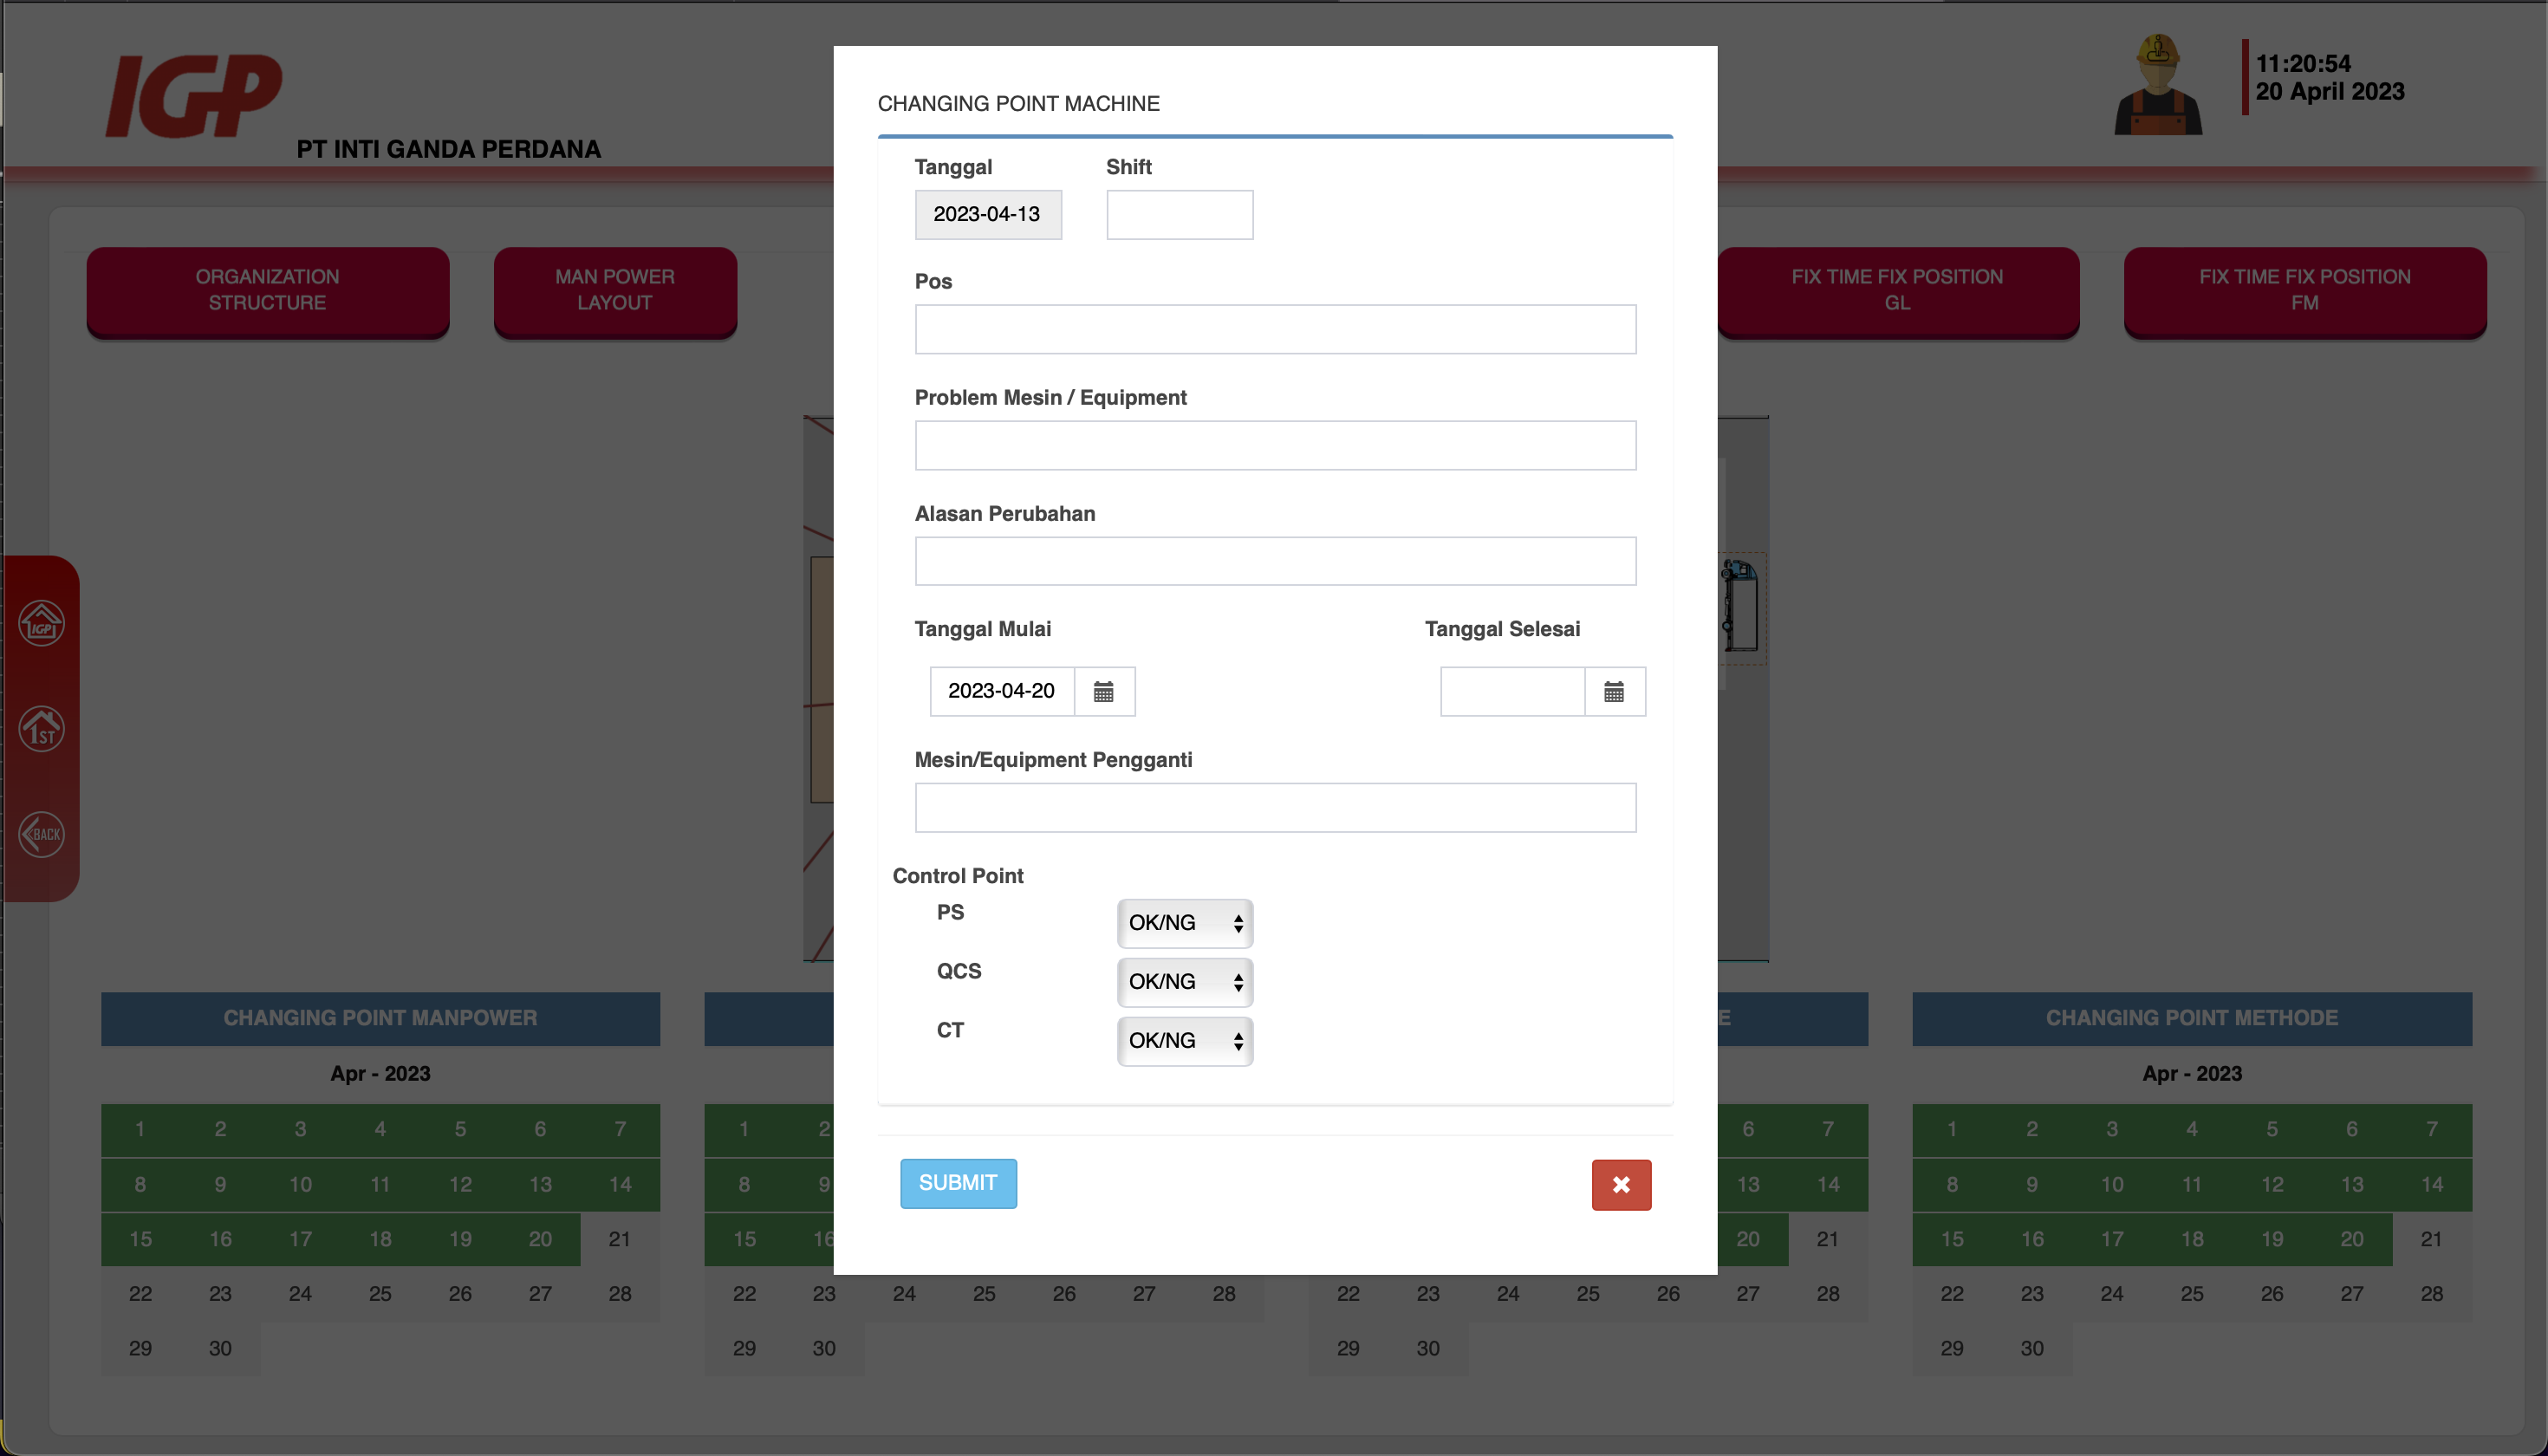 IGP
PT INTI GANDA PERDANA
11:20:54
20 April 2023
ORGANIZATION
STRUCTURE
MAN POWER
LAYOUT
FIX TIME FIX POSITION
GL
FIX TIME FIX POSITION
FM
IGP
1ST
BACK
CHANGING POINT MACHINE
Tanggal Shift
2023-04-13
Pos
Problem Mesin / Equipment
Alasan Perubahan
Tanggal Mulai Tanggal Selesai
2023-04-20
Mesin/Equipment Pengganti
Control Point
PS OK/NG
QCS OK/NG
CT OK/NG
SUBMIT
CHANGING POINT MANPOWER
Apr - 2023
1 2 3 4 5 6 7
8 9 10 11 12 13 14
15 16 17 18 19 20 21
22 23 24 25 26 27 28
29 30
1 2
8 9
15 16
22 23 24 25 26 27 28
29 30
E
6 7
13 14
20 21
22 23 24 25 26 27 28
29 30
CHANGING POINT METHODE
Apr - 2023
1 2 3 4 5 6 7
8 9 10 11 12 13 14
15 16 17 18 19 20 21
22 23 24 25 26 27 28
29 30